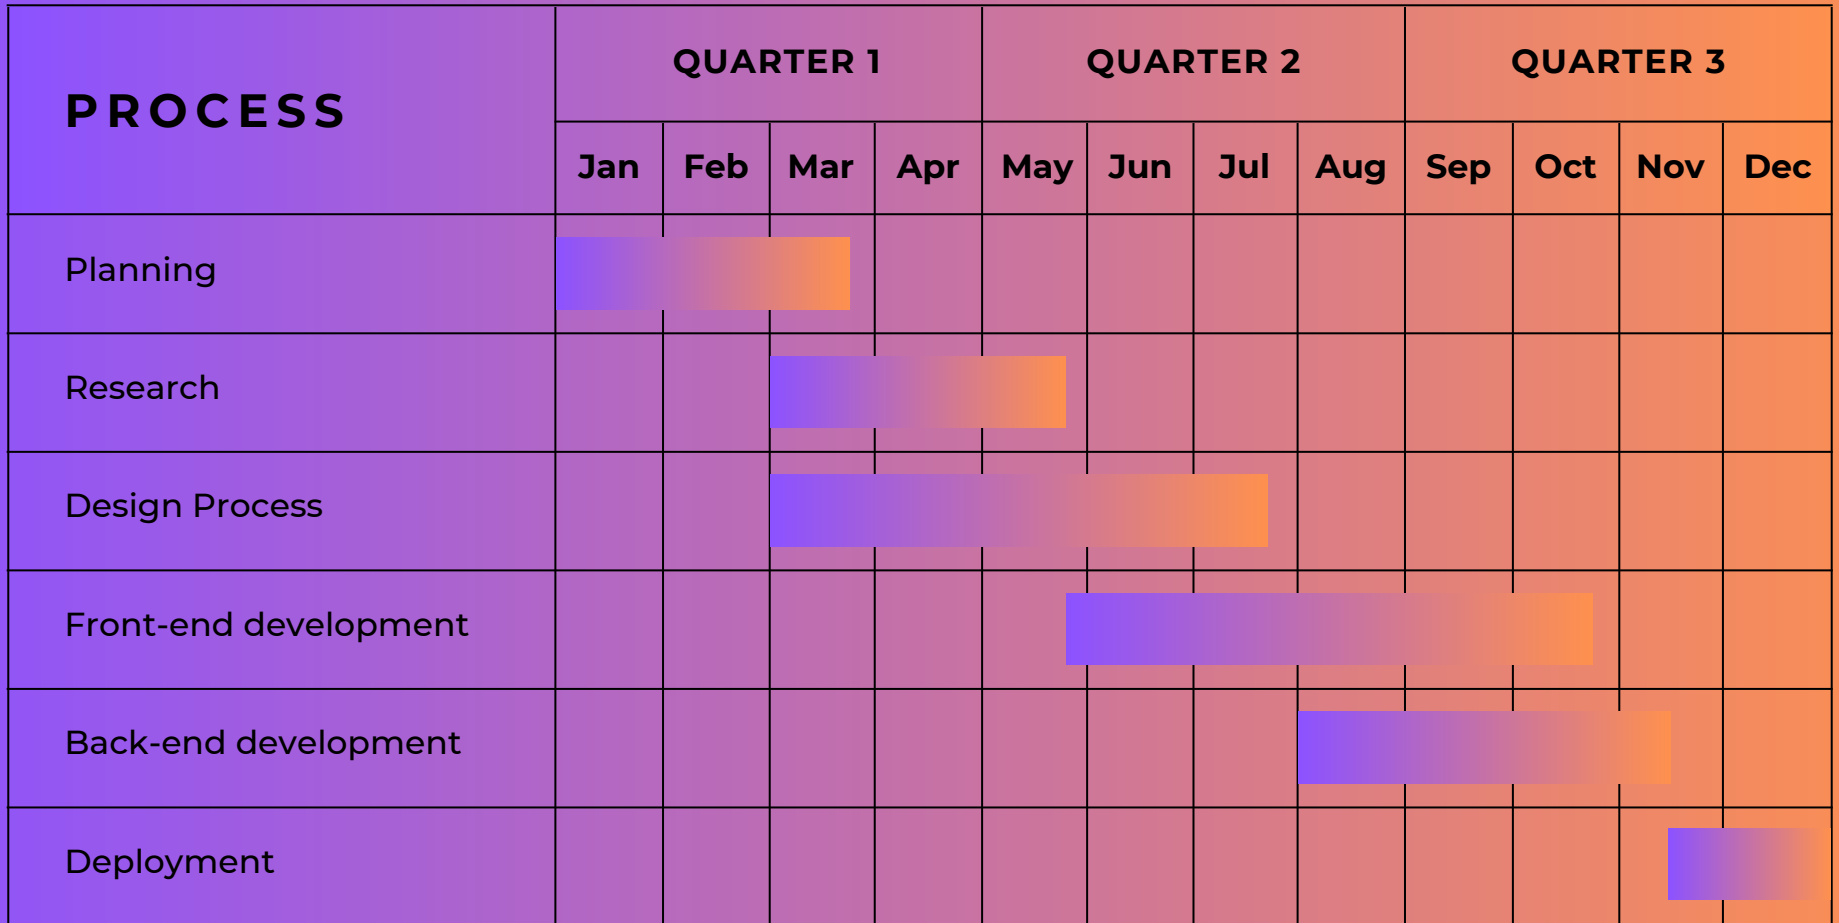 PROCESS
QUARTER 1 QUARTER 2 QUARTER 3
Jan Feb Mar Apr May Jun Jul Aug Sep Oct Nov Dec
Planning
Research
Design Process
Front-end development
Back-end development
Deployment